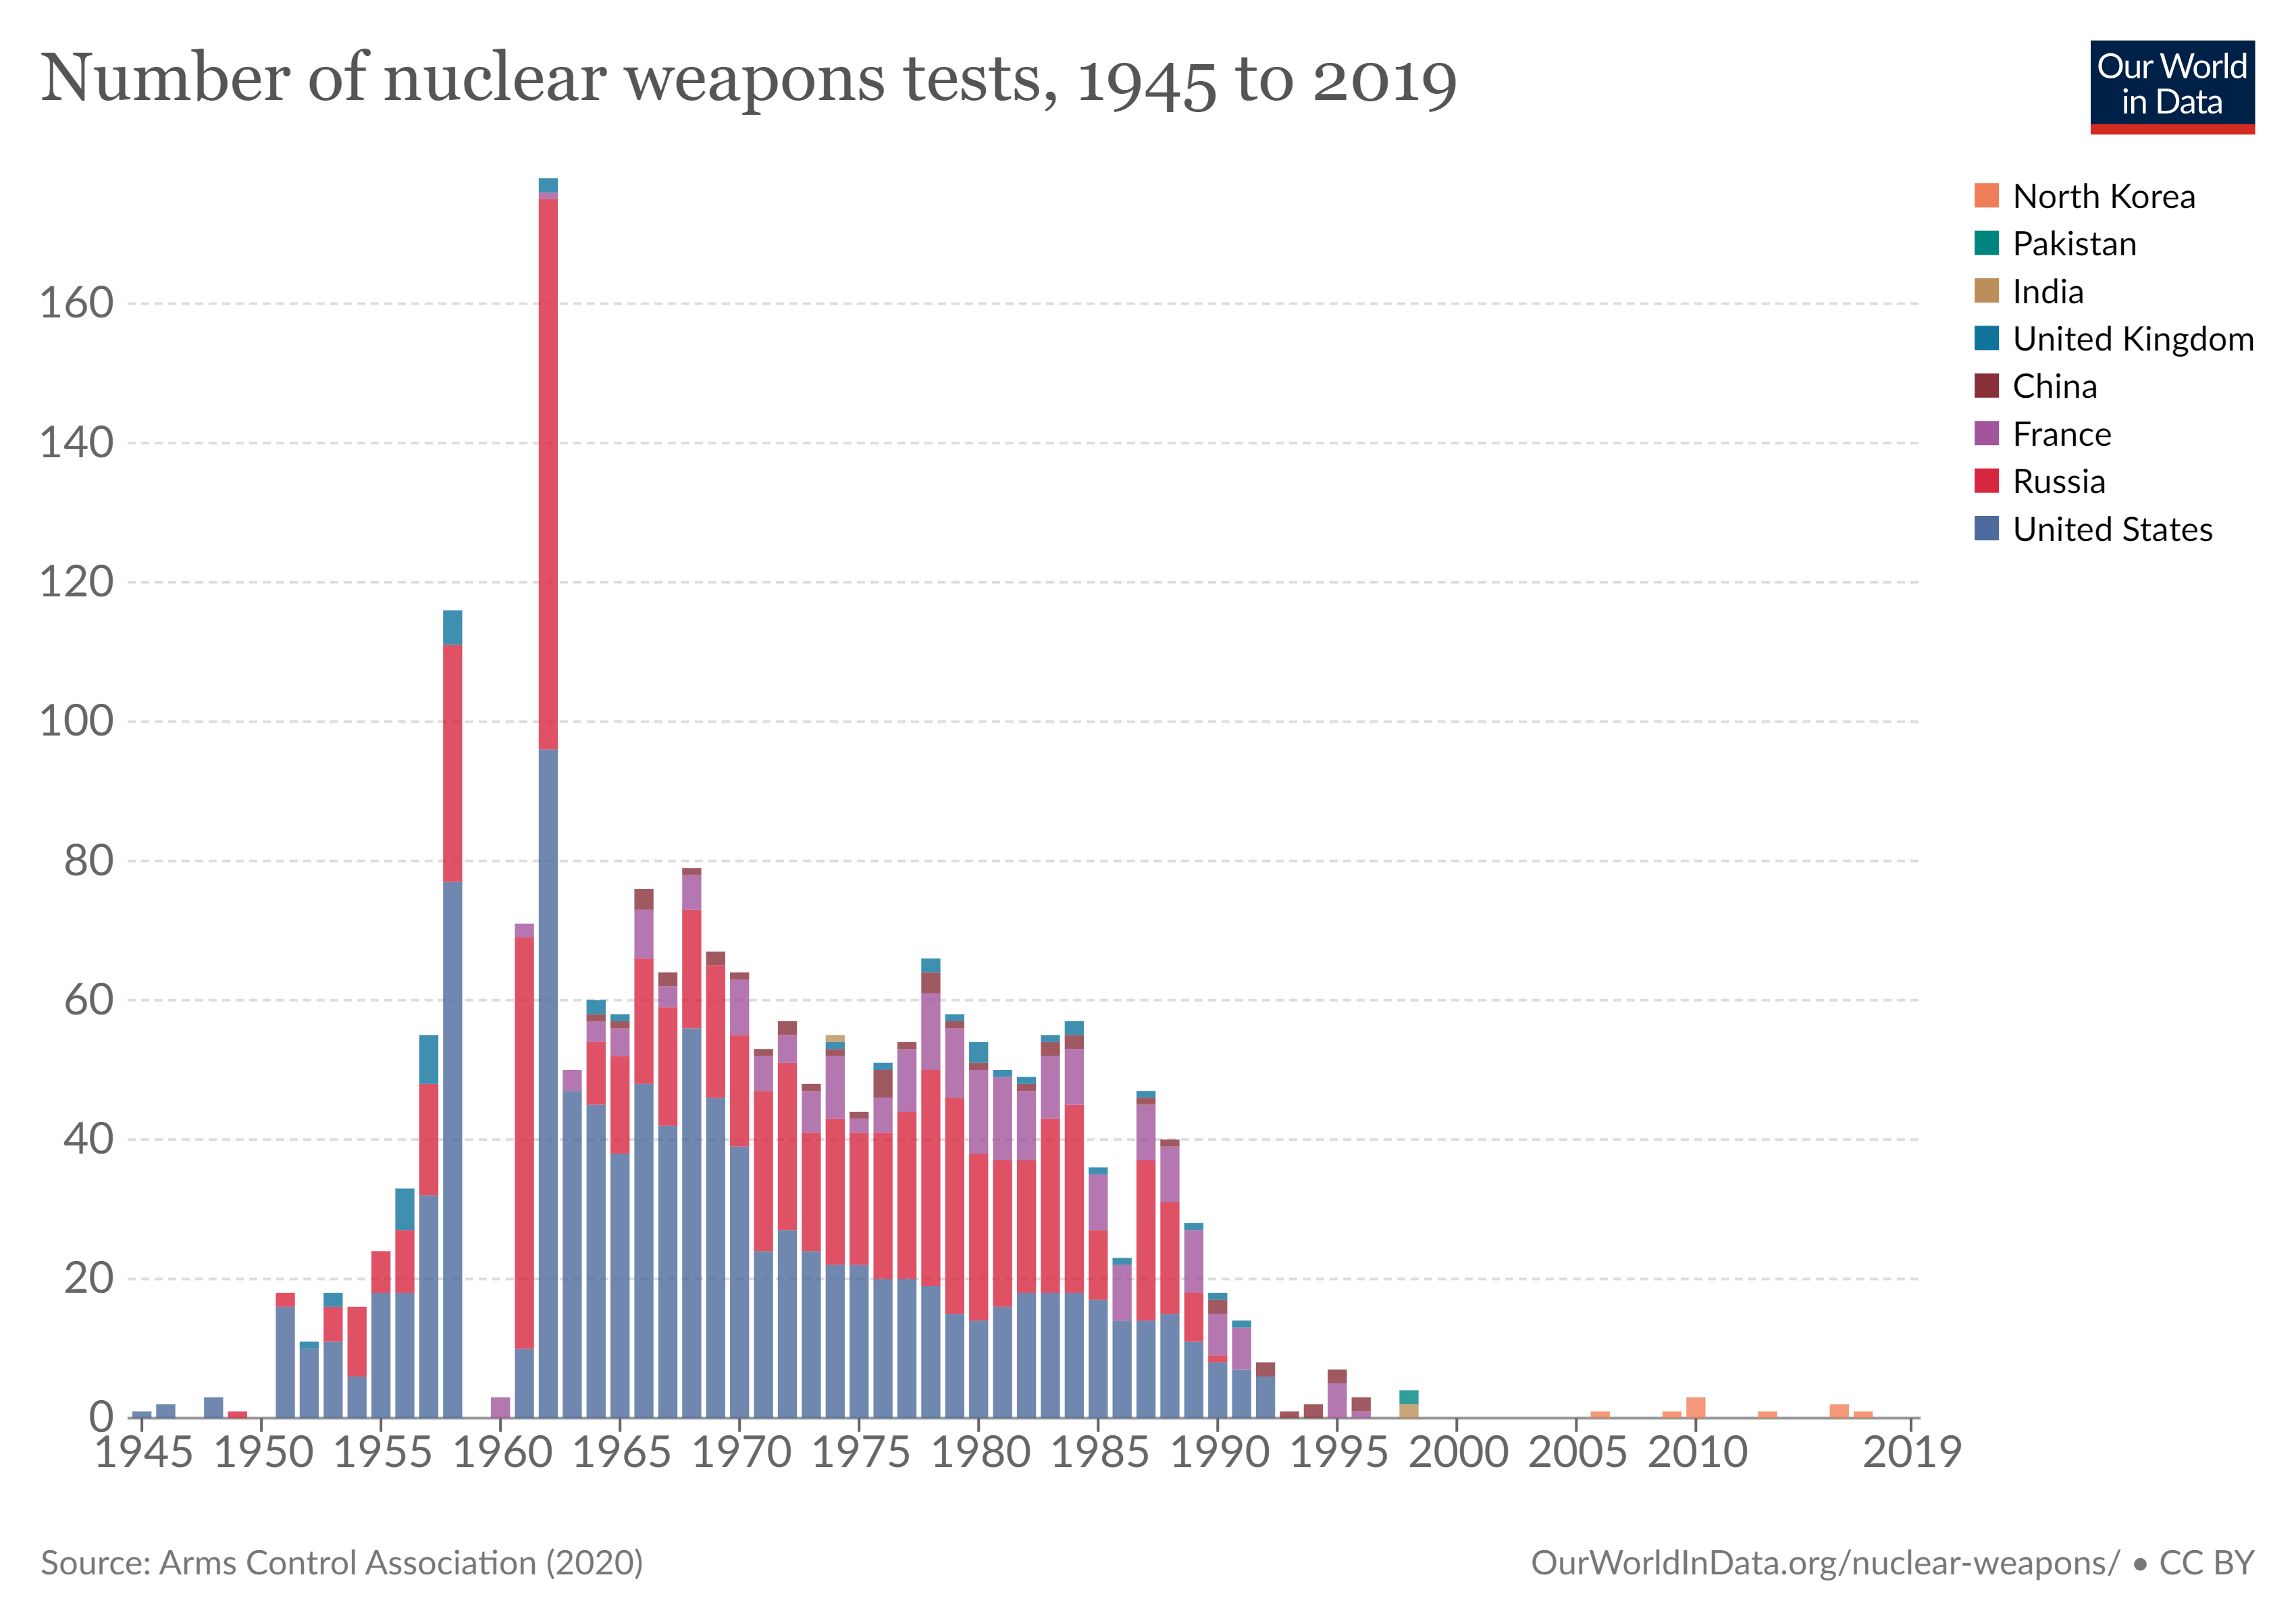 Number of nuclear weapons tests, 1945 to 2019
Our World
in Data
North Korea
Pakistan
India
United Kingdom
China
France
Russia
United States
160
140
120
100
80
60
40
20
0
1945 1950 1955 1960 1965 1970 1975 1980 1985 1990 1995 2000 2005 2010 2019
Source: Arms Control Association (2020)
OurWorldInData.org/nuclear-weapons/ • CC BY